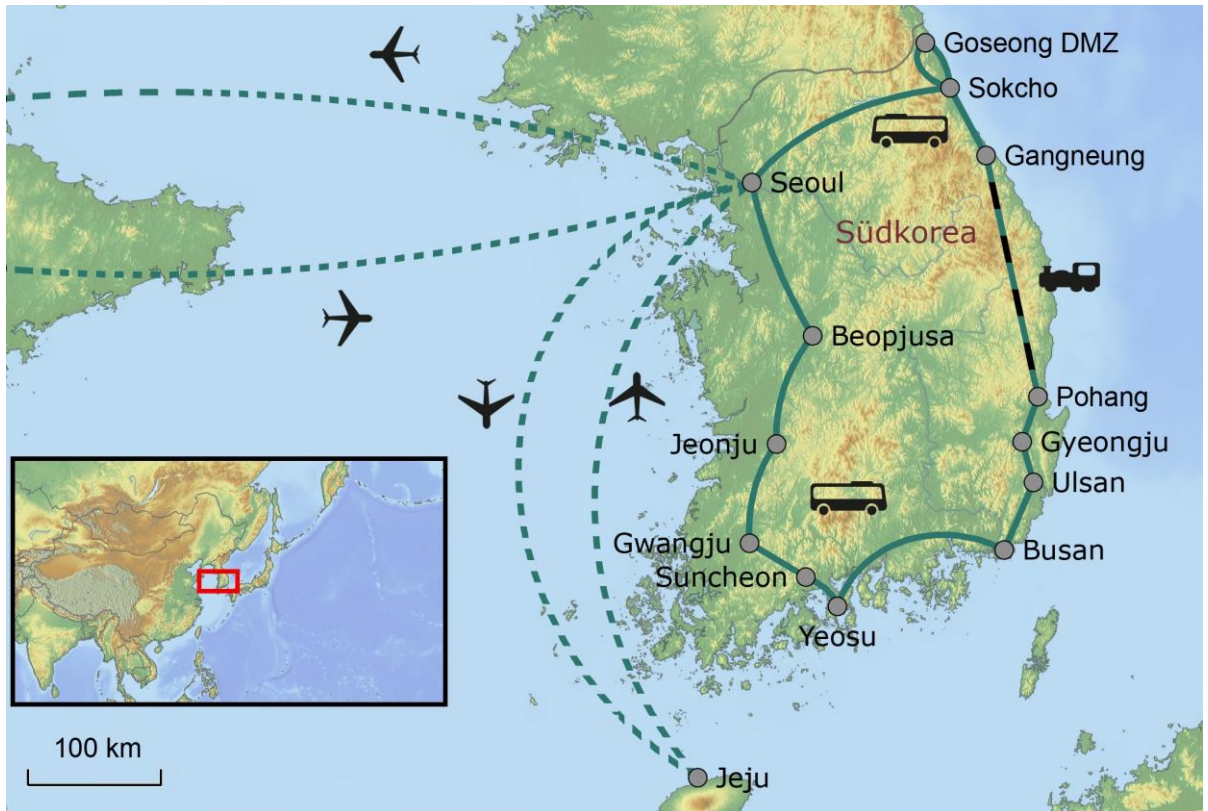 Goseong DMZ
Sokcho
Gangneung
Seoul
Südkorea
Beopjusa
Pohang
Jeonju
Gyeongju
Ulsan
Gwangju
Busan
Suncheon
Yeosu
100 km
Jeju